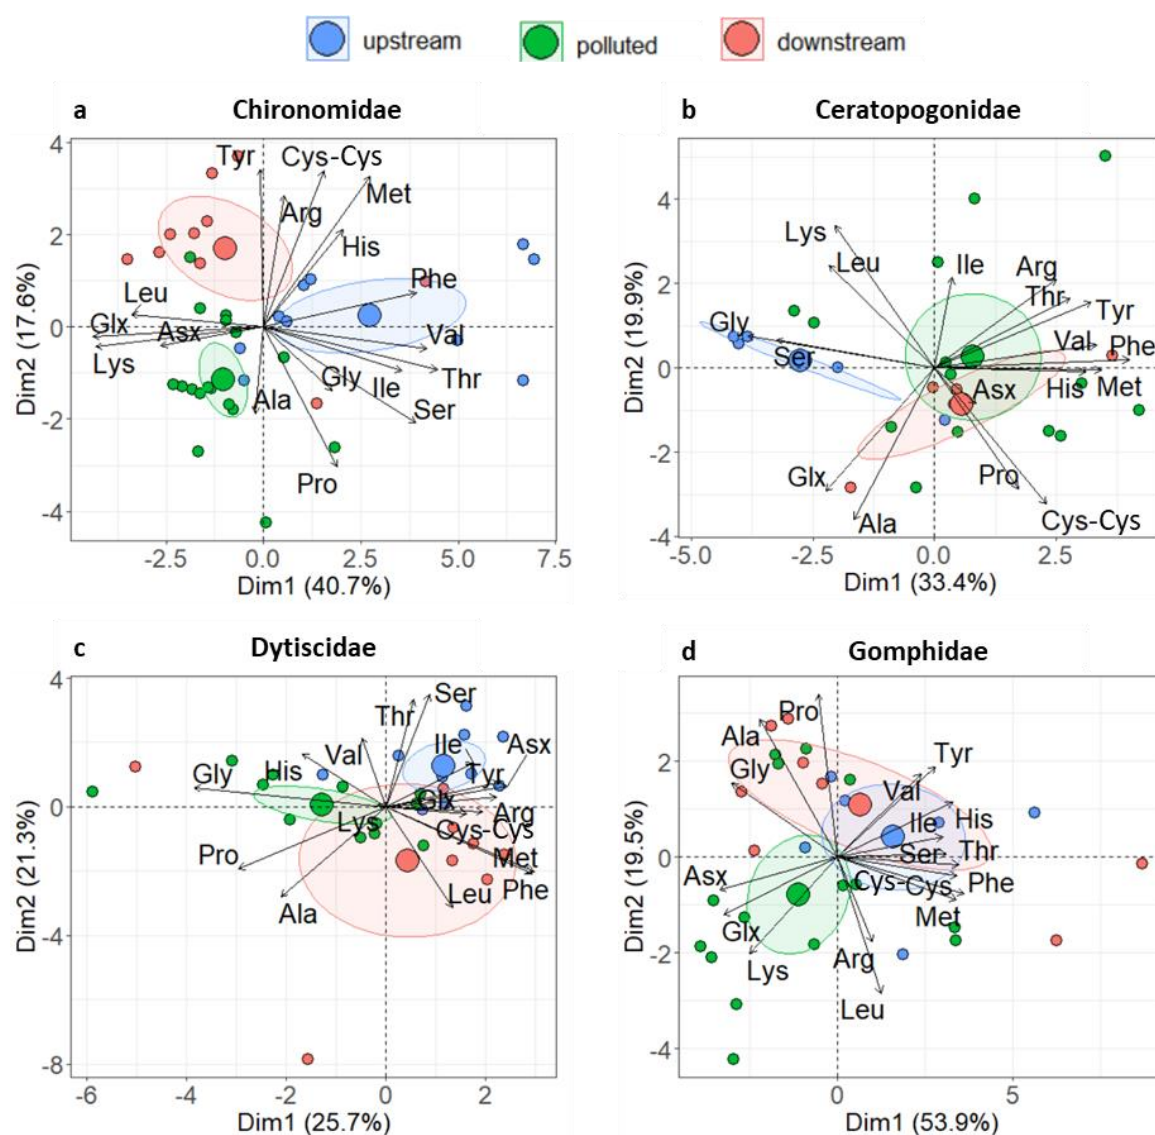 upstream polluted downstream
a Chironomidae
4
2
0
-2
-4
Dim2 (17.6%)
Tyr
Cys-Cys
Met
Arg
His
Phe
Leu
Glx
Asx
Lys
Val
Gly
Ile
Thr
Ala
Ser
Pro
-2.5 0.0 2.5 5.0 7.5
Dim1 (40.7%)
b Ceratopogonidae
4
2
0
-2
-4
Dim2 (19.9%)
Lys
Leu
Ile
Arg
Thr
Tyr
Gly
Val
Phe
Ser
Asx
His
Met
Glx
Pro
Ala
Cys-Cys
-5.0 -2.5 0.0 2.5
Dim1 (33.4%)
c Dytiscidae
4
0
-4
-8
Dim2 (21.3%)
Ser
Thr
Val
Ile
Asx
Gly
His
Tyr
Glx
Lys
Arg
Cys-Cys
Pro
Met
Ala
Leu
Phe
-6 -4 -2 0 2
Dim1 (25.7%)
d Gomphidae
2
0
-2
-4
Dim2 (19.5%)
Pro
Ala
Gly
Tyr
Val
His
Ile
Ser
Thr
Asx
Cys-Cys
Phe
Glx
Met
Lys
Arg
Leu
0 5
Dim1 (53.9%)